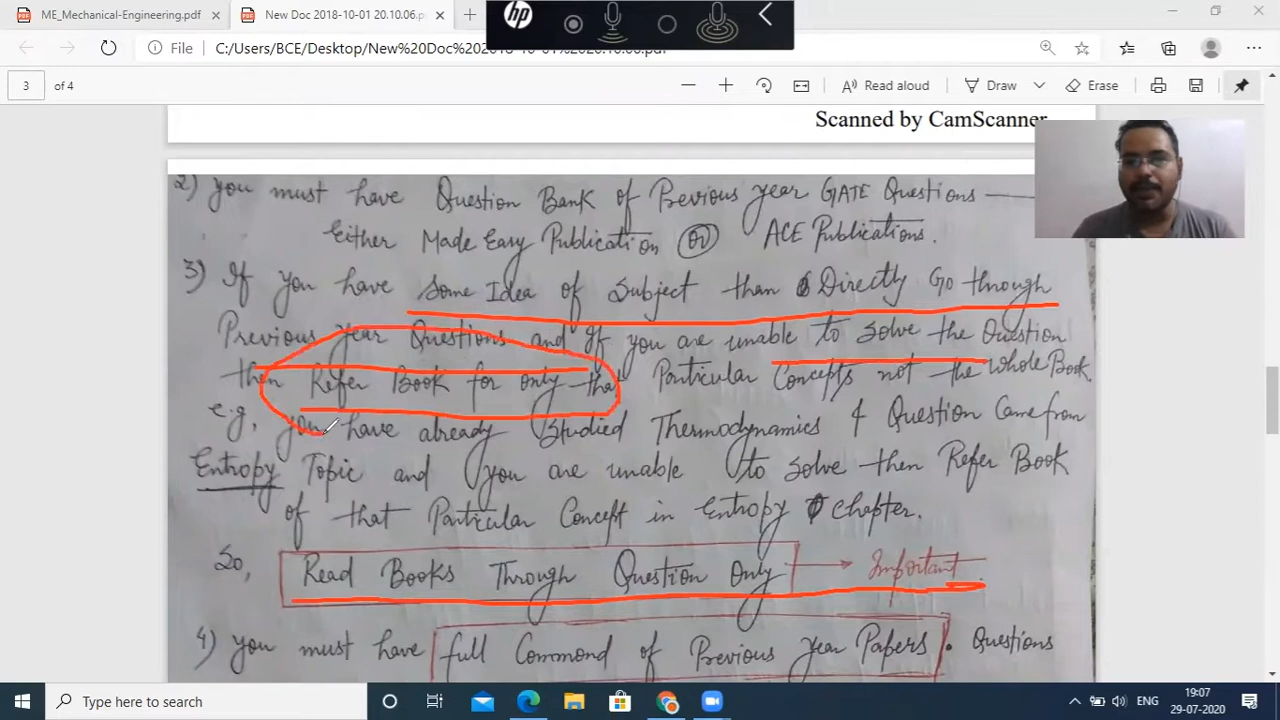 ME_Mechanical-Engineering.pdf
New Doc 2018-10-01 20.10.06.pdf
hp
File
C:/Users/BCE/Desktop/New%20Doc%202018-10-01%2020.10.06.pdf
3 of 4
Read aloud
Draw
Erase
Scanned by CamScanner
2) you must have Question Bank of Previous year GATE Questions —
Either Made Easy Publication or ACE Publications.
3) If you have some Idea of Subject than Directly Go through
Previous year Questions and If you are unable to solve the Question
then Refer Book for only that Particular Concepts not the whole Book.
e.g. you have already Studied Thermodynamics & Question Came from
Entropy Topic and you are unable to solve then Refer Book
of that Particular Concept in Entropy Chapter.
So, Read Books Through Question Only → Important.
4) you must have full Command of Previous year Papers. Questions
Type here to search
ENG
19:07
29-07-2020